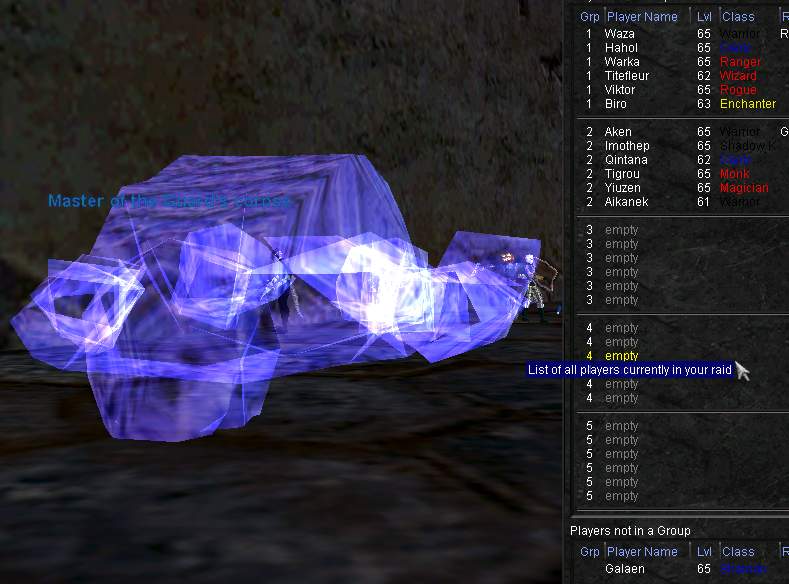 Grp Player Name Lvl Class R
1 Waza 65 Warrior R
1 Hahol 65
1 Warka 65 Ranger
1 Titefleur 62 Wizard
1 Viktor 65 Rogue
1 Biro 63 Enchanter
2 Aken 65 Warrior G
2 Imothep 65 Shadow K
2 Qintana 62
2 Tigrou 65 Monk
2 Yiuzen 65 Magician
2 Aikanek 61 Warrior
Master of the Guard's corpse
3 empty
3 empty
3 empty
3 empty
3 empty
3 empty
4 empty
4 empty
4 empty
List of all players currently in your raid
4 empty
4 empty
5 empty
5 empty
5 empty
5 empty
5 empty
5 empty
Players not in a Group
Grp Player Name Lvl Class R
Galaen 65 Shaman